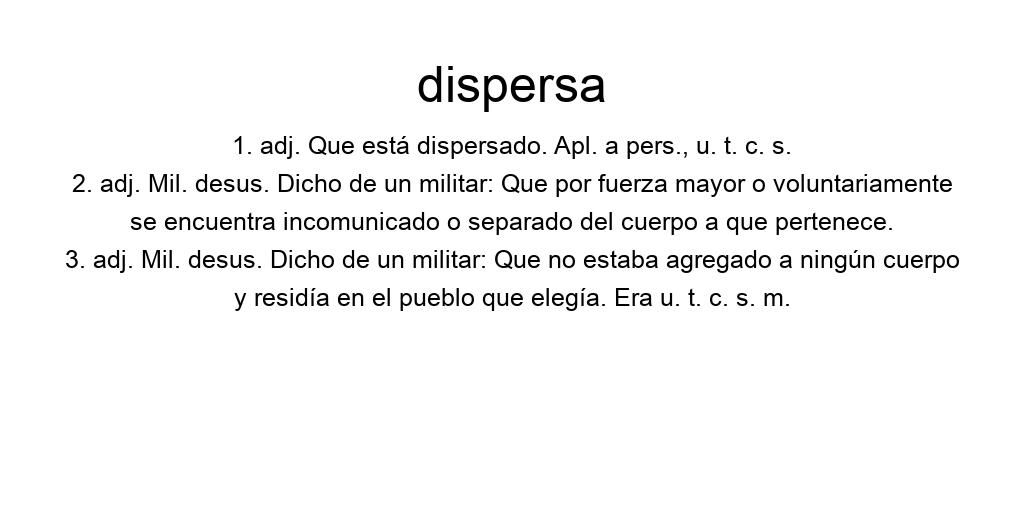 dispersa
1. adj. Que está dispersado. Apl. a pers., u. t. c. s.
2. adj. Mil. desus. Dicho de un militar: Que por fuerza mayor o voluntariamente
se encuentra incomunicado o separado del cuerpo a que pertenece.
3. adj. Mil. desus. Dicho de un militar: Que no estaba agregado a ningún cuerpo
y residía en el pueblo que elegía. Era u. t. c. s. m.